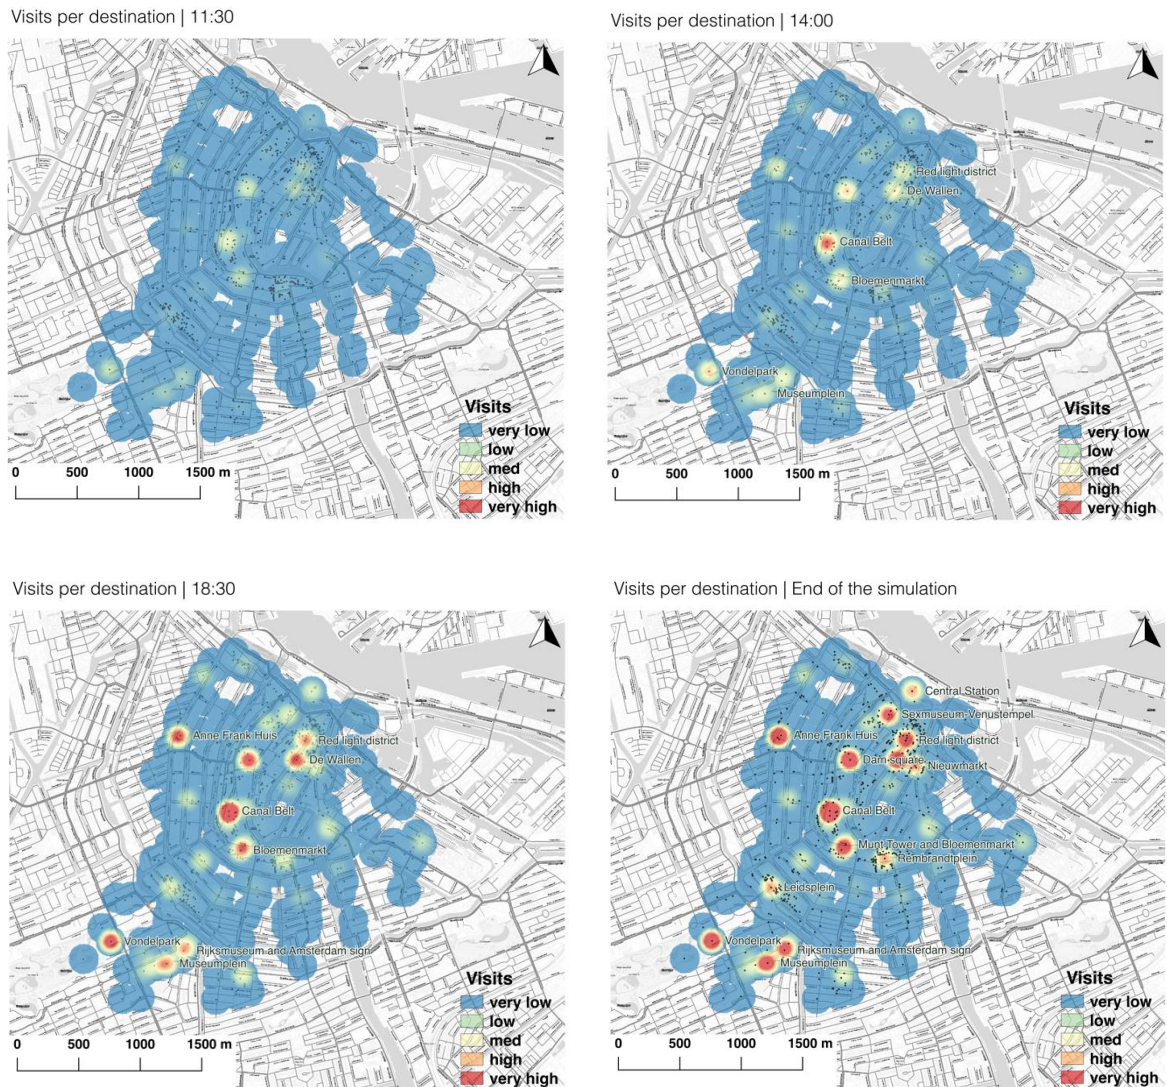 Visits per destination | 11:30
Visits
very low
low
med
high
very high
0 500 1000 1500 m
Visits per destination | 14:00
Red light district
De Wallen
Canal Belt
Bloemenmarkt
Vondelpark
Museumplein
Visits
very low
low
med
high
very high
0 500 1000 1500 m
Visits per destination | 18:30
Anne Frank Huis
Red light district
De Wallen
Canal Belt
Bloemenmarkt
Vondelpark
Rijksmuseum and Amsterdam sign
Museumplein
Visits
very low
low
med
high
very high
0 500 1000 1500 m
Visits per destination | End of the simulation
Central Station
Sexmuseum Venustempel
Anne Frank Huis
Red light district
Dam square
Nieuwmarkt
Canal Belt
Munt Tower and Bloemenmarkt
Rembrandtplein
Leidsplein
Vondelpark
Rijksmuseum and Amsterdam sign
Museumplein
Visits
very low
low
med
high
very high
0 500 1000 1500 m